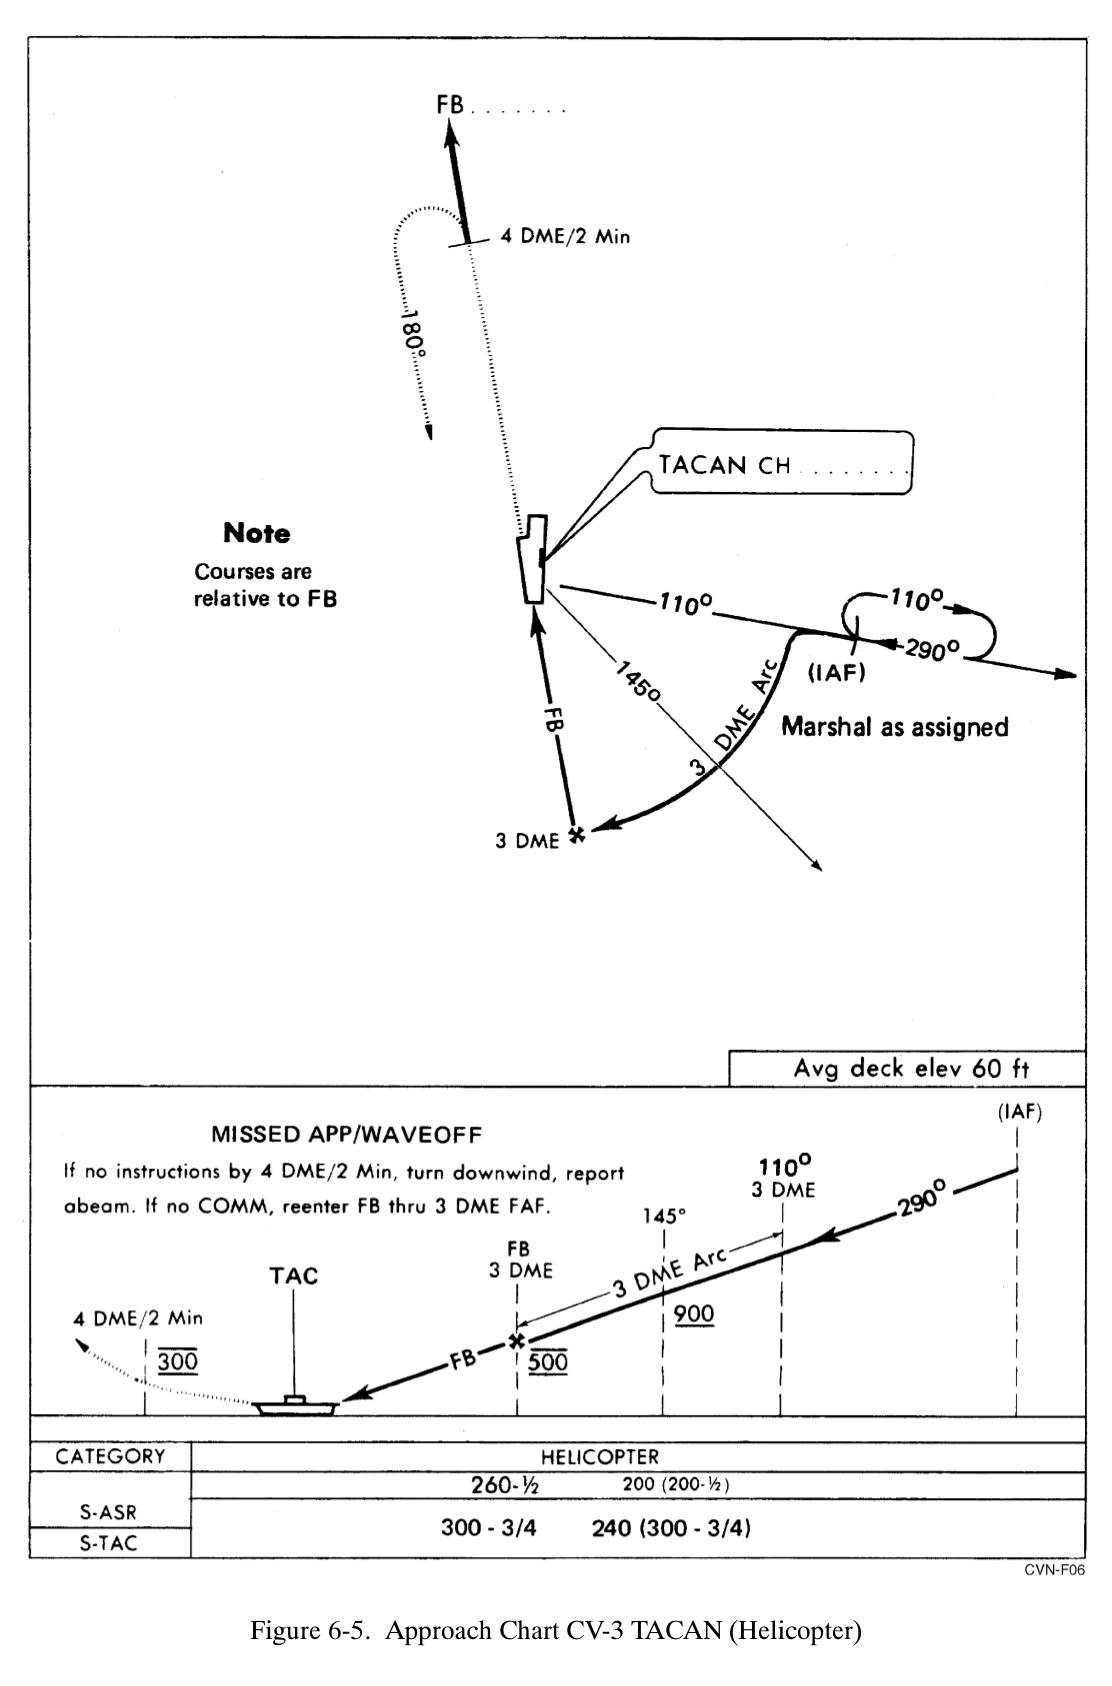 FB.......
4 DME/2 Min
180°
TACAN CH ........
Note
Courses are
relative to FB
110°
110°
290°
(IAF)
145°
3 DME Arc
Marshal as assigned
FB
3 DME
Avg deck elev 60 ft
(IAF)
MISSED APP/WAVEOFF
If no instructions by 4 DME/2 Min, turn downwind, report
abeam. If no COMM, reenter FB thru 3 DME FAF.
110°
3 DME
290°
145°
FB
3 DME
3 DME Arc
TAC
900
4 DME/2 Min
300
FB
500
CATEGORY HELICOPTER
260-½ 200 (200-½)
S-ASR
300 - 3/4 240 (300 - 3/4)
S-TAC
CVN-F06
Figure 6-5. Approach Chart CV-3 TACAN (Helicopter)